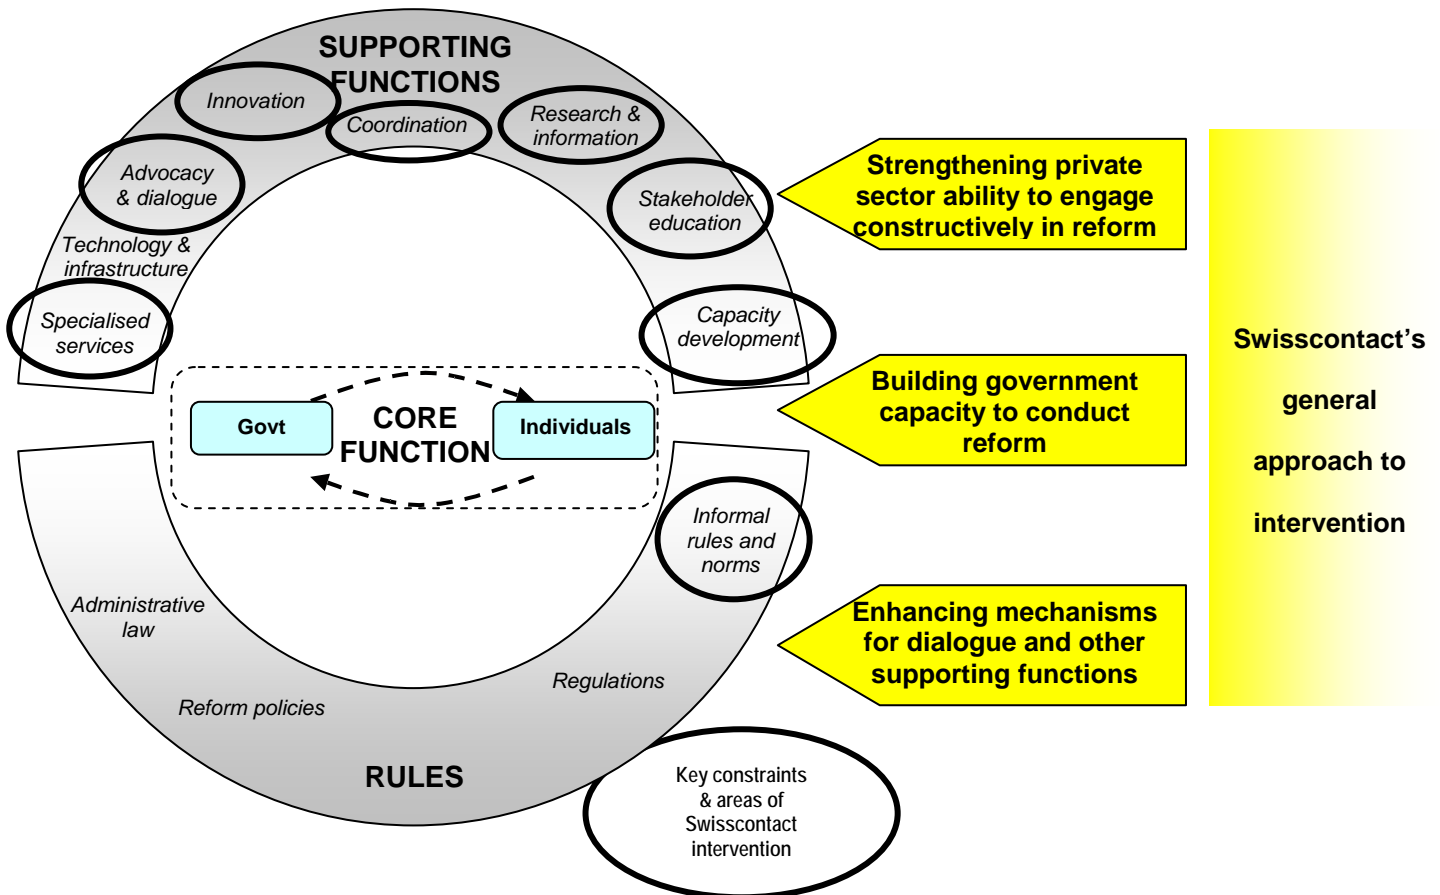 SUPPORTING
FUNCTIONS
Innovation
Coordination
Research &
information
Advocacy
& dialogue
Stakeholder
education
Technology &
infrastructure
Specialised
services
Capacity
development
Govt
CORE
FUNCTION
Individuals
Informal
rules and
norms
Administrative
law
Regulations
Reform policies
RULES
Key constraints
& areas of
Swisscontact
intervention
Strengthening private
sector ability to engage
constructively in reform
Building government
capacity to conduct
reform
Enhancing mechanisms
for dialogue and other
supporting functions
Swisscontact’s
general
approach to
intervention